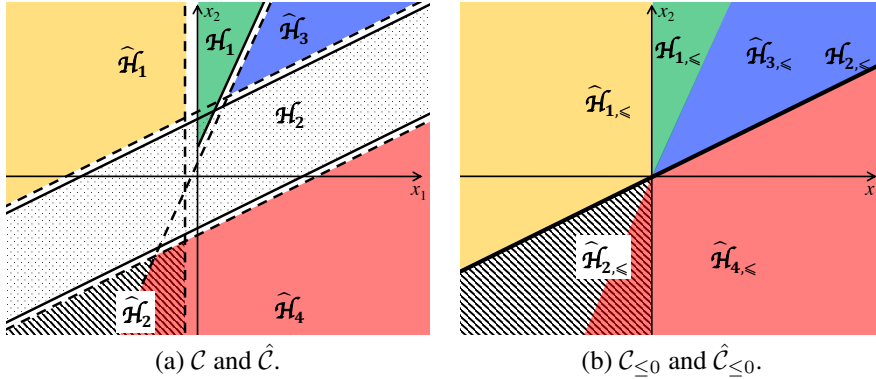 x₂
Ĥ₁
H₁
Ĥ₃
H₂
x₁
Ĥ₂
Ĥ₄
(a) C and Ĉ.
x₂
H₁,⩽
Ĥ₃,⩽
H₂,⩽
Ĥ₁,⩽
x
Ĥ₂,⩽
Ĥ₄,⩽
(b) C≤0 and Ĉ≤0.